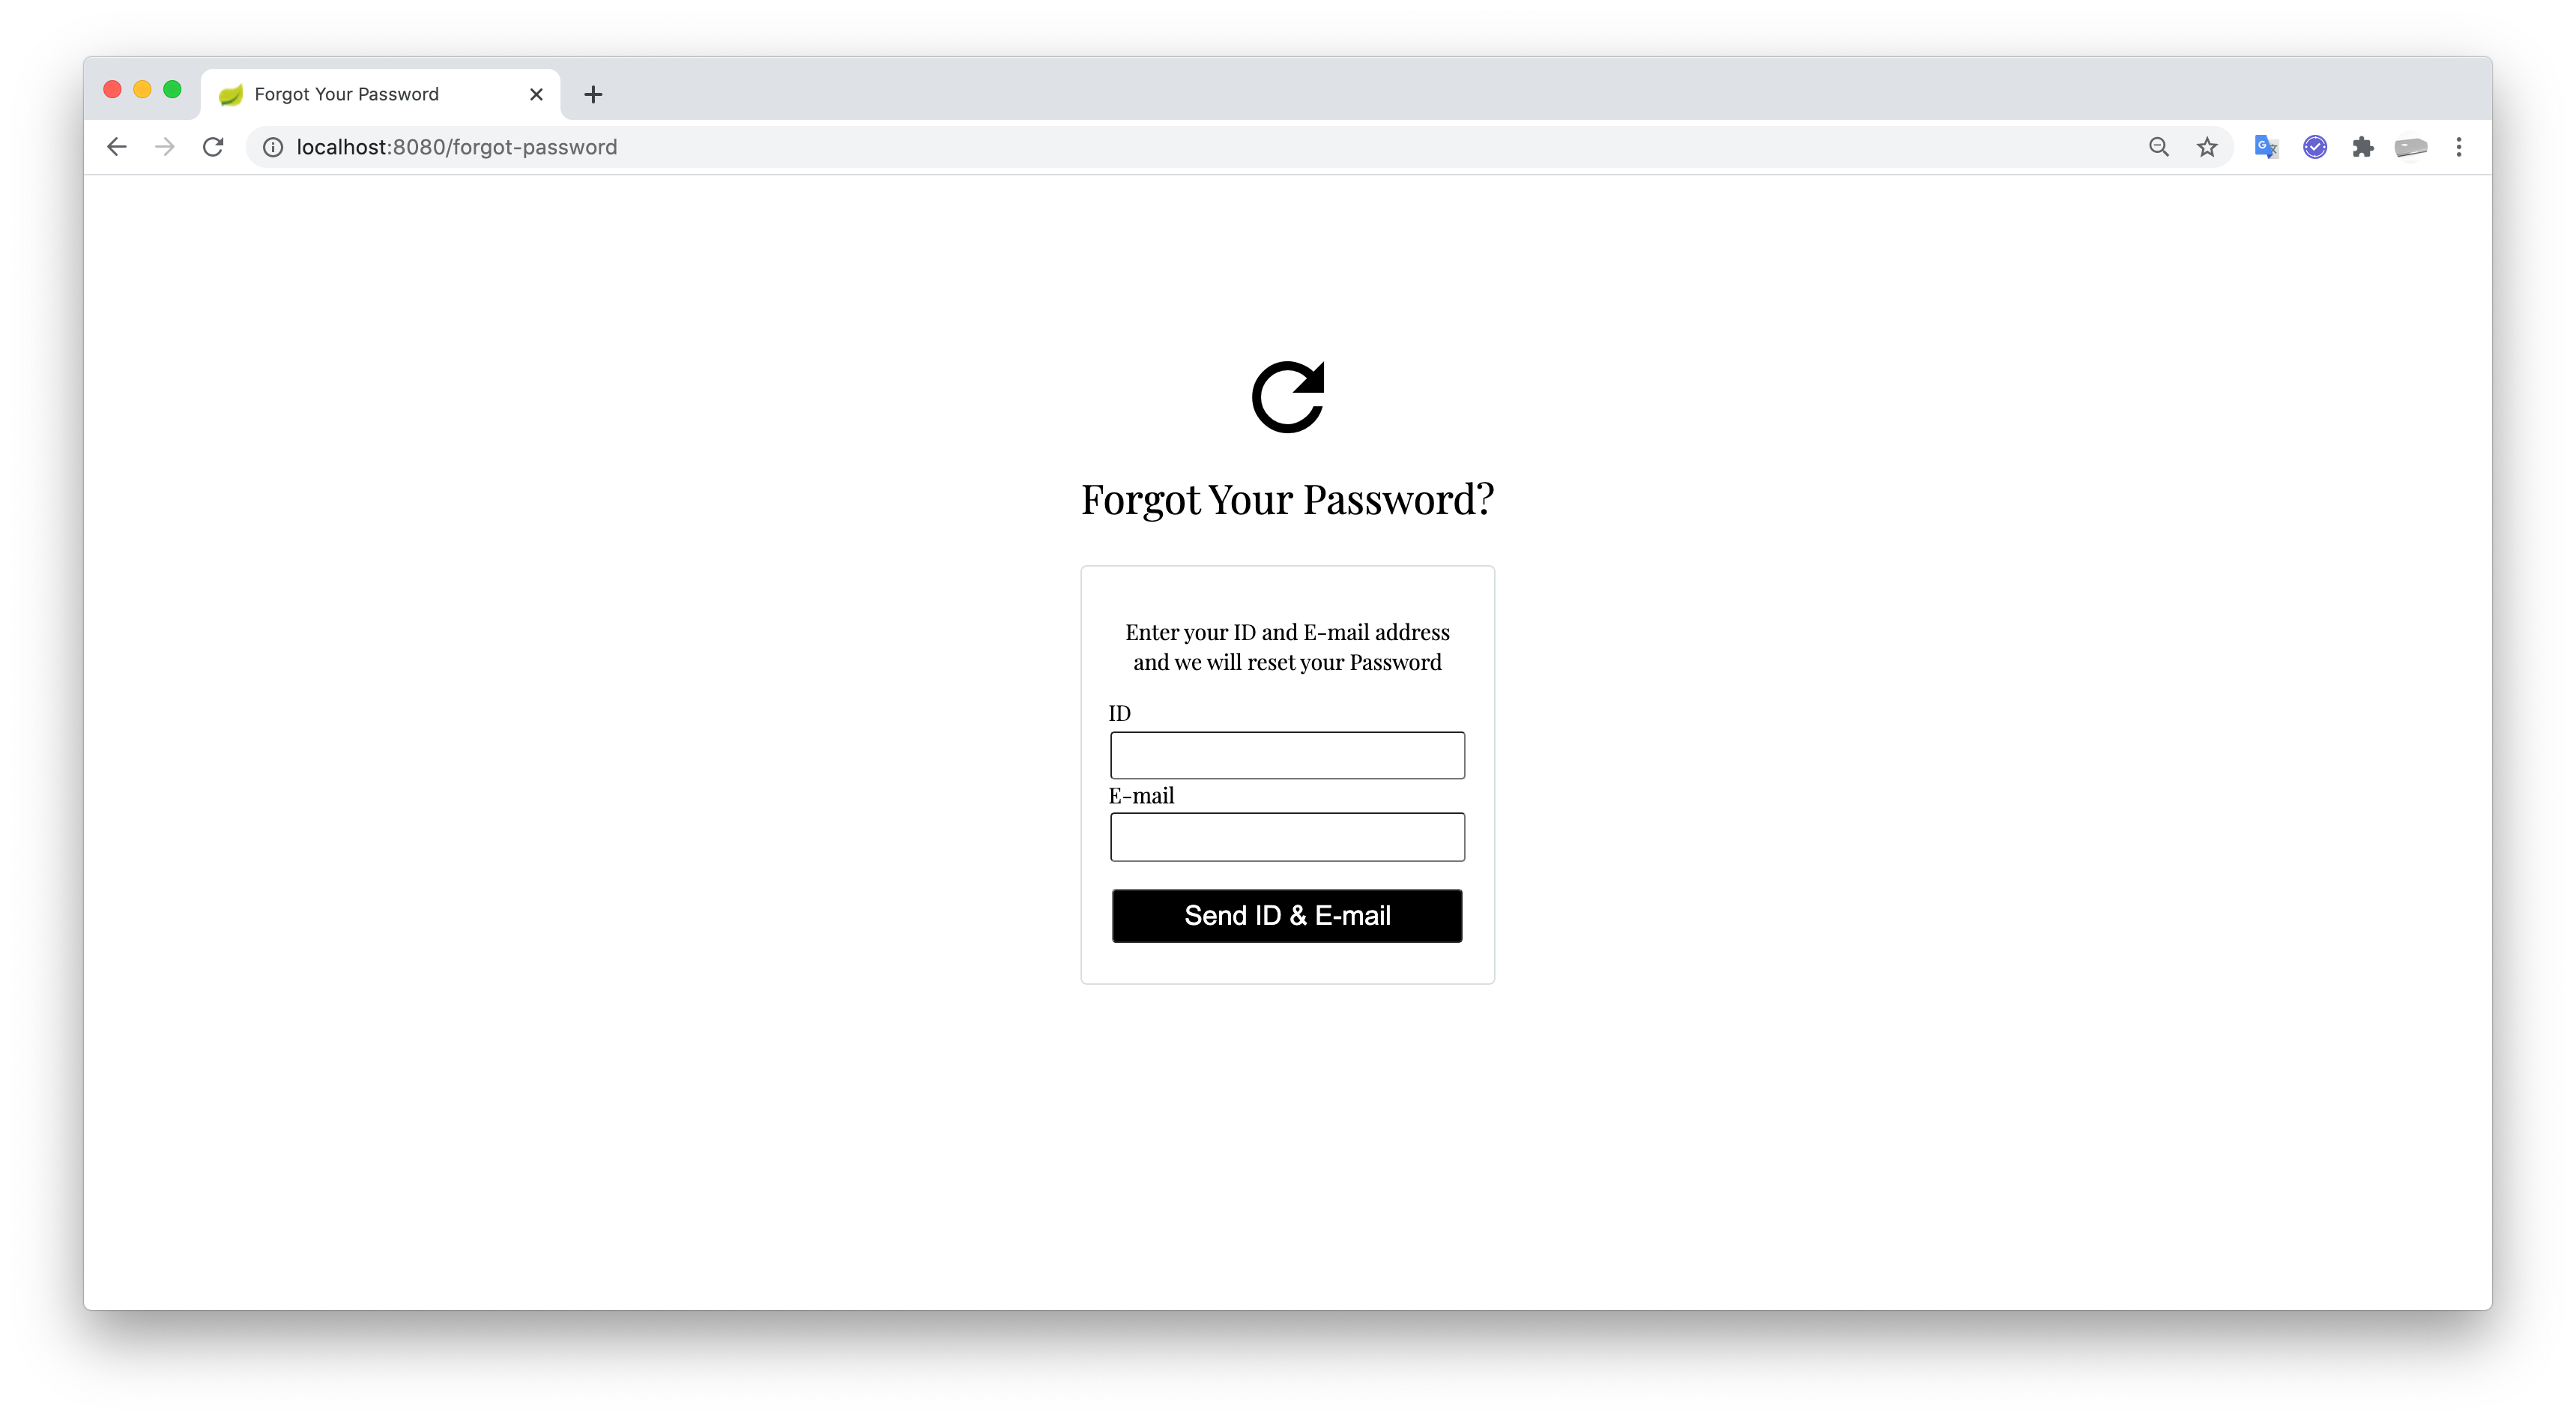 Forgot Your Password
localhost:8080/forgot-password
Forgot Your Password?
Enter your ID and E-mail address
and we will reset your Password
ID
E-mail
Send ID & E-mail